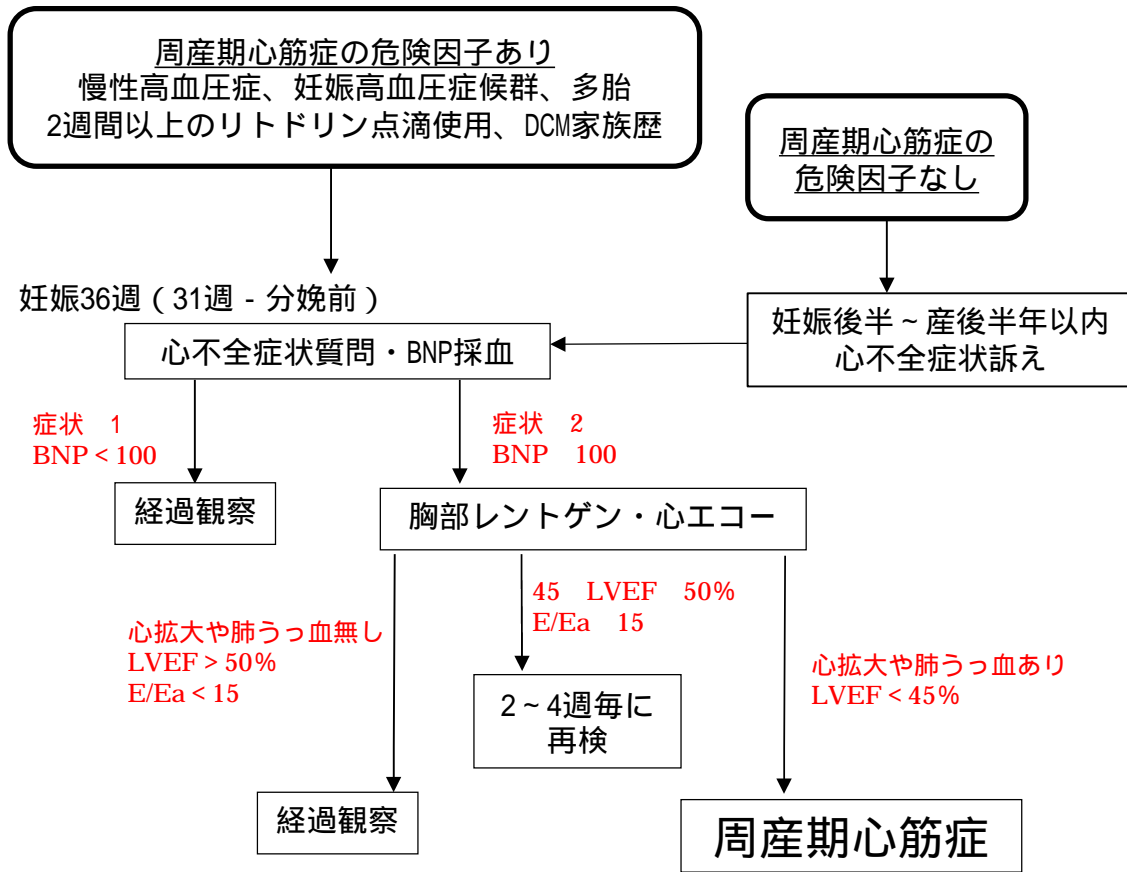 周産期心筋症の危険因子あり
慢性高血圧症、妊娠高血圧症候群、多胎
2週間以上のリトドリン点滴使用、DCM家族歴
周産期心筋症の
危険因子なし
妊娠36週(31週 - 分娩前)
心不全症状質問・BNP採血
妊娠後半~産後半年以内
心不全症状訴え
症状 1
BNP<100
症状 2
BNP 100
経過観察
胸部レントゲン・心エコー
心拡大や肺うっ血無し
LVEF>50%
E/Ea<15
45 LVEF 50%
E/Ea 15
心拡大や肺うっ血あり
LVEF<45%
2~4週毎に
再検
経過観察
周産期心筋症